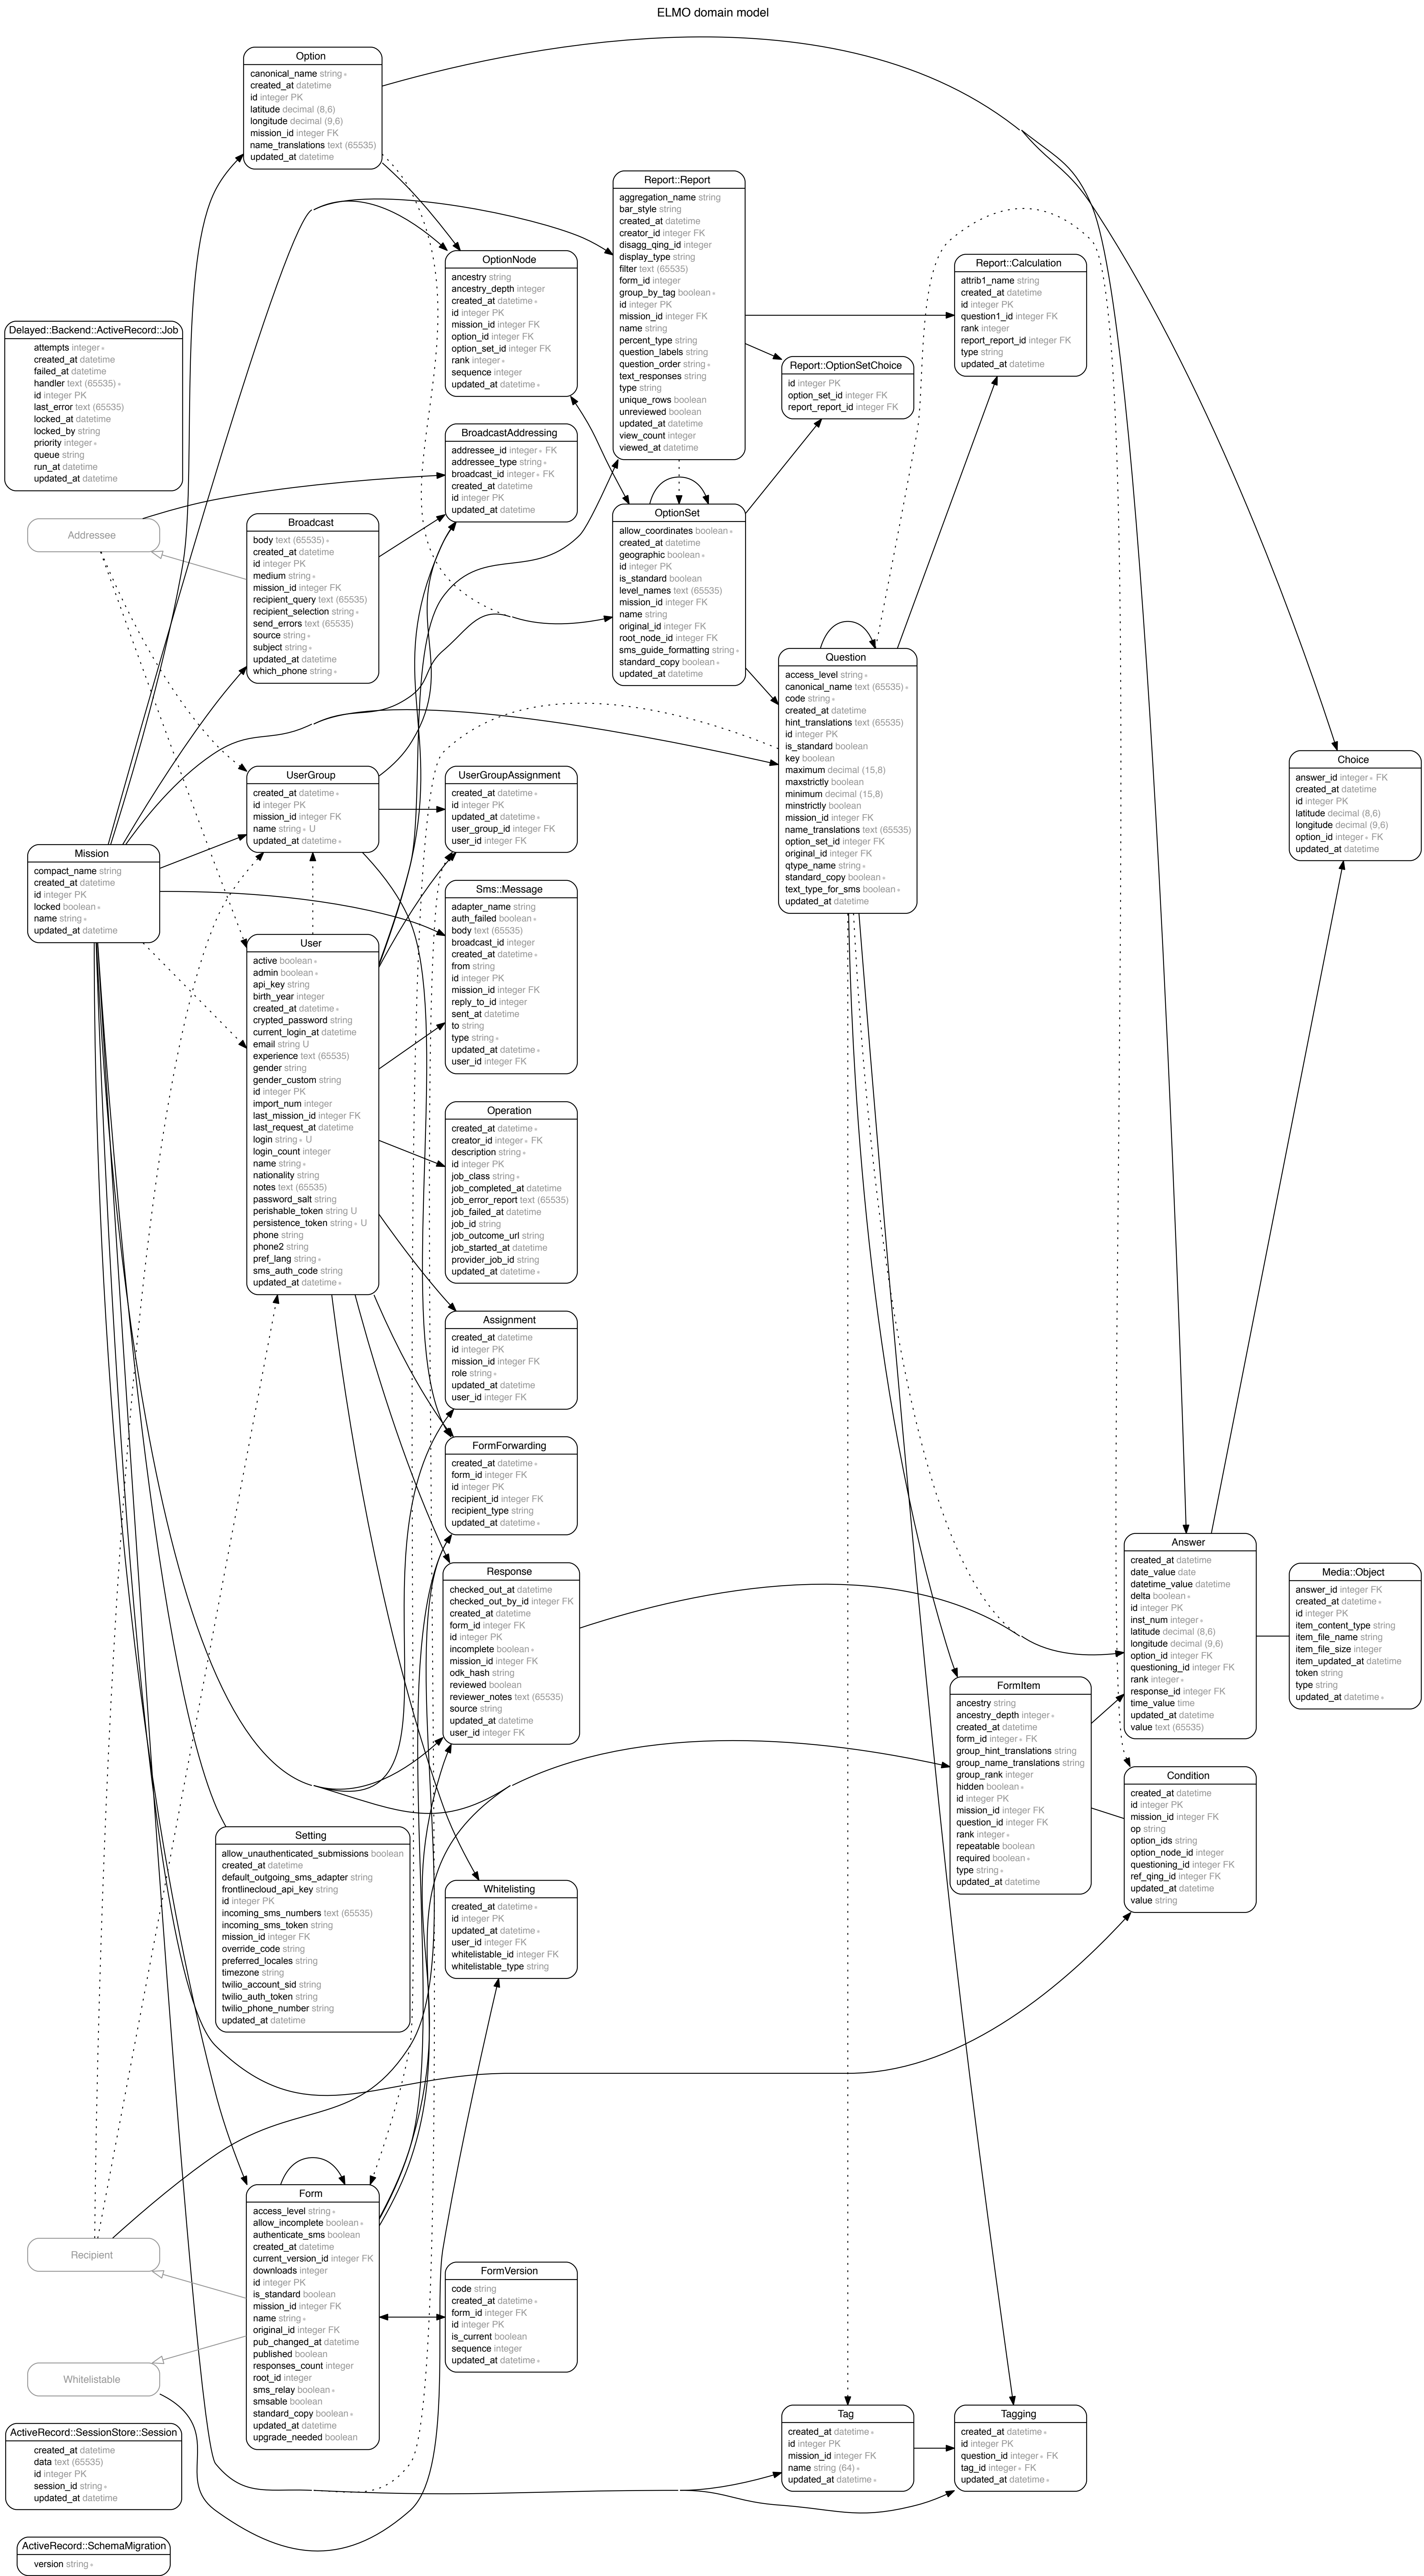 ELMO domain model
Option
canonical_name string ∗
created_at datetime
id integer PK
latitude decimal (8,6)
longitude decimal (9,6)
mission_id integer FK
name_translations text (65535)
updated_at datetime
Report::Report
aggregation_name string
bar_style string
created_at datetime
creator_id integer FK
disagg_qing_id integer
display_type string
filter text (65535)
form_id integer
group_by_tag boolean ∗
id integer PK
mission_id integer FK
name string
percent_type string
question_labels string
question_order string ∗
text_responses string
type string
unique_rows boolean
unreviewed boolean
updated_at datetime
view_count integer
viewed_at datetime
OptionNode
ancestry string
ancestry_depth integer
created_at datetime ∗
id integer PK
mission_id integer FK
option_id integer FK
option_set_id integer FK
rank integer ∗
sequence integer
updated_at datetime ∗
Report::Calculation
attrib1_name string
created_at datetime
id integer PK
question1_id integer FK
rank integer
report_report_id integer FK
type string
updated_at datetime
Delayed::Backend::ActiveRecord::Job
attempts integer ∗
created_at datetime
failed_at datetime
handler text (65535) ∗
id integer PK
last_error text (65535)
locked_at datetime
locked_by string
priority integer ∗
queue string
run_at datetime
updated_at datetime
Report::OptionSetChoice
id integer PK
option_set_id integer FK
report_report_id integer FK
BroadcastAddressing
addressee_id integer ∗ FK
addressee_type string ∗
broadcast_id integer ∗ FK
created_at datetime
id integer PK
updated_at datetime
Addressee
Broadcast
body text (65535) ∗
created_at datetime
id integer PK
medium string ∗
mission_id integer FK
recipient_query text (65535)
recipient_selection string ∗
send_errors text (65535)
source string ∗
subject string ∗
updated_at datetime
which_phone string ∗
OptionSet
allow_coordinates boolean ∗
created_at datetime
geographic boolean ∗
id integer PK
is_standard boolean
level_names text (65535)
mission_id integer FK
name string
original_id integer FK
root_node_id integer FK
sms_guide_formatting string ∗
standard_copy boolean ∗
updated_at datetime
Question
access_level string ∗
canonical_name text (65535) ∗
code string ∗
created_at datetime
hint_translations text (65535)
id integer PK
is_standard boolean
key boolean
maximum decimal (15,8)
maxstrictly boolean
minimum decimal (15,8)
minstrictly boolean
mission_id integer FK
name_translations text (65535)
option_set_id integer FK
original_id integer FK
qtype_name string ∗
standard_copy boolean ∗
text_type_for_sms boolean ∗
updated_at datetime
Choice
answer_id integer ∗ FK
created_at datetime
id integer PK
latitude decimal (8,6)
longitude decimal (9,6)
option_id integer ∗ FK
updated_at datetime
UserGroup
created_at datetime ∗
id integer PK
mission_id integer FK
name string ∗ U
updated_at datetime ∗
UserGroupAssignment
created_at datetime ∗
id integer PK
updated_at datetime ∗
user_group_id integer FK
user_id integer FK
Mission
compact_name string
created_at datetime
id integer PK
locked boolean ∗
name string ∗
updated_at datetime
Sms::Message
adapter_name string
auth_failed boolean ∗
body text (65535)
broadcast_id integer
created_at datetime ∗
from string
id integer PK
mission_id integer FK
reply_to_id integer
sent_at datetime
to string
type string ∗
updated_at datetime ∗
user_id integer FK
User
active boolean ∗
admin boolean ∗
api_key string
birth_year integer
created_at datetime ∗
crypted_password string
current_login_at datetime
email string U
experience text (65535)
gender string
gender_custom string
id integer PK
import_num integer
last_mission_id integer FK
last_request_at datetime
login string ∗ U
login_count integer
name string ∗
nationality string
notes text (65535)
password_salt string
perishable_token string U
persistence_token string ∗ U
phone string
phone2 string
pref_lang string ∗
sms_auth_code string
updated_at datetime ∗
Operation
created_at datetime ∗
creator_id integer ∗ FK
description string ∗
id integer PK
job_class string ∗
job_completed_at datetime
job_error_report text (65535)
job_failed_at datetime
job_id string
job_outcome_url string
job_started_at datetime
provider_job_id string
updated_at datetime ∗
Assignment
created_at datetime
id integer PK
mission_id integer FK
role string ∗
updated_at datetime
user_id integer FK
FormForwarding
created_at datetime ∗
form_id integer FK
id integer PK
recipient_id integer FK
recipient_type string
updated_at datetime ∗
Response
checked_out_at datetime
checked_out_by_id integer FK
created_at datetime
form_id integer FK
id integer PK
incomplete boolean ∗
mission_id integer FK
odk_hash string
reviewed boolean
reviewer_notes text (65535)
source string
updated_at datetime
user_id integer FK
Answer
created_at datetime
date_value date
datetime_value datetime
delta boolean ∗
id integer PK
inst_num integer ∗
latitude decimal (8,6)
longitude decimal (9,6)
option_id integer FK
questioning_id integer FK
rank integer ∗
response_id integer FK
time_value time
updated_at datetime
value text (65535)
Media::Object
answer_id integer FK
created_at datetime ∗
id integer PK
item_content_type string
item_file_name string
item_file_size integer
item_updated_at datetime
token string
type string
updated_at datetime ∗
FormItem
ancestry string
ancestry_depth integer ∗
created_at datetime
form_id integer ∗ FK
group_hint_translations string
group_name_translations string
group_rank integer
hidden boolean ∗
id integer PK
mission_id integer FK
question_id integer FK
rank integer ∗
repeatable boolean
required boolean ∗
type string ∗
updated_at datetime
Condition
created_at datetime
id integer PK
mission_id integer FK
op string
option_ids string
option_node_id integer
questioning_id integer FK
ref_qing_id integer FK
updated_at datetime
value string
Setting
allow_unauthenticated_submissions boolean
created_at datetime
default_outgoing_sms_adapter string
frontlinecloud_api_key string
id integer PK
incoming_sms_numbers text (65535)
incoming_sms_token string
mission_id integer FK
override_code string
preferred_locales string
timezone string
twilio_account_sid string
twilio_auth_token string
twilio_phone_number string
updated_at datetime
Whitelisting
created_at datetime ∗
id integer PK
updated_at datetime ∗
user_id integer FK
whitelistable_id integer FK
whitelistable_type string
Form
access_level string ∗
allow_incomplete boolean ∗
authenticate_sms boolean
created_at datetime
current_version_id integer FK
downloads integer
id integer PK
is_standard boolean
mission_id integer FK
name string ∗
original_id integer FK
pub_changed_at datetime
published boolean
responses_count integer
root_id integer
sms_relay boolean ∗
smsable boolean
standard_copy boolean ∗
updated_at datetime
upgrade_needed boolean
Recipient
FormVersion
code string
created_at datetime ∗
form_id integer FK
id integer PK
is_current boolean
sequence integer
updated_at datetime ∗
Whitelistable
Tag
created_at datetime ∗
id integer PK
mission_id integer FK
name string (64) ∗
updated_at datetime ∗
Tagging
created_at datetime ∗
id integer PK
question_id integer ∗ FK
tag_id integer ∗ FK
updated_at datetime ∗
ActiveRecord::SessionStore::Session
created_at datetime
data text (65535)
id integer PK
session_id string ∗
updated_at datetime
ActiveRecord::SchemaMigration
version string ∗